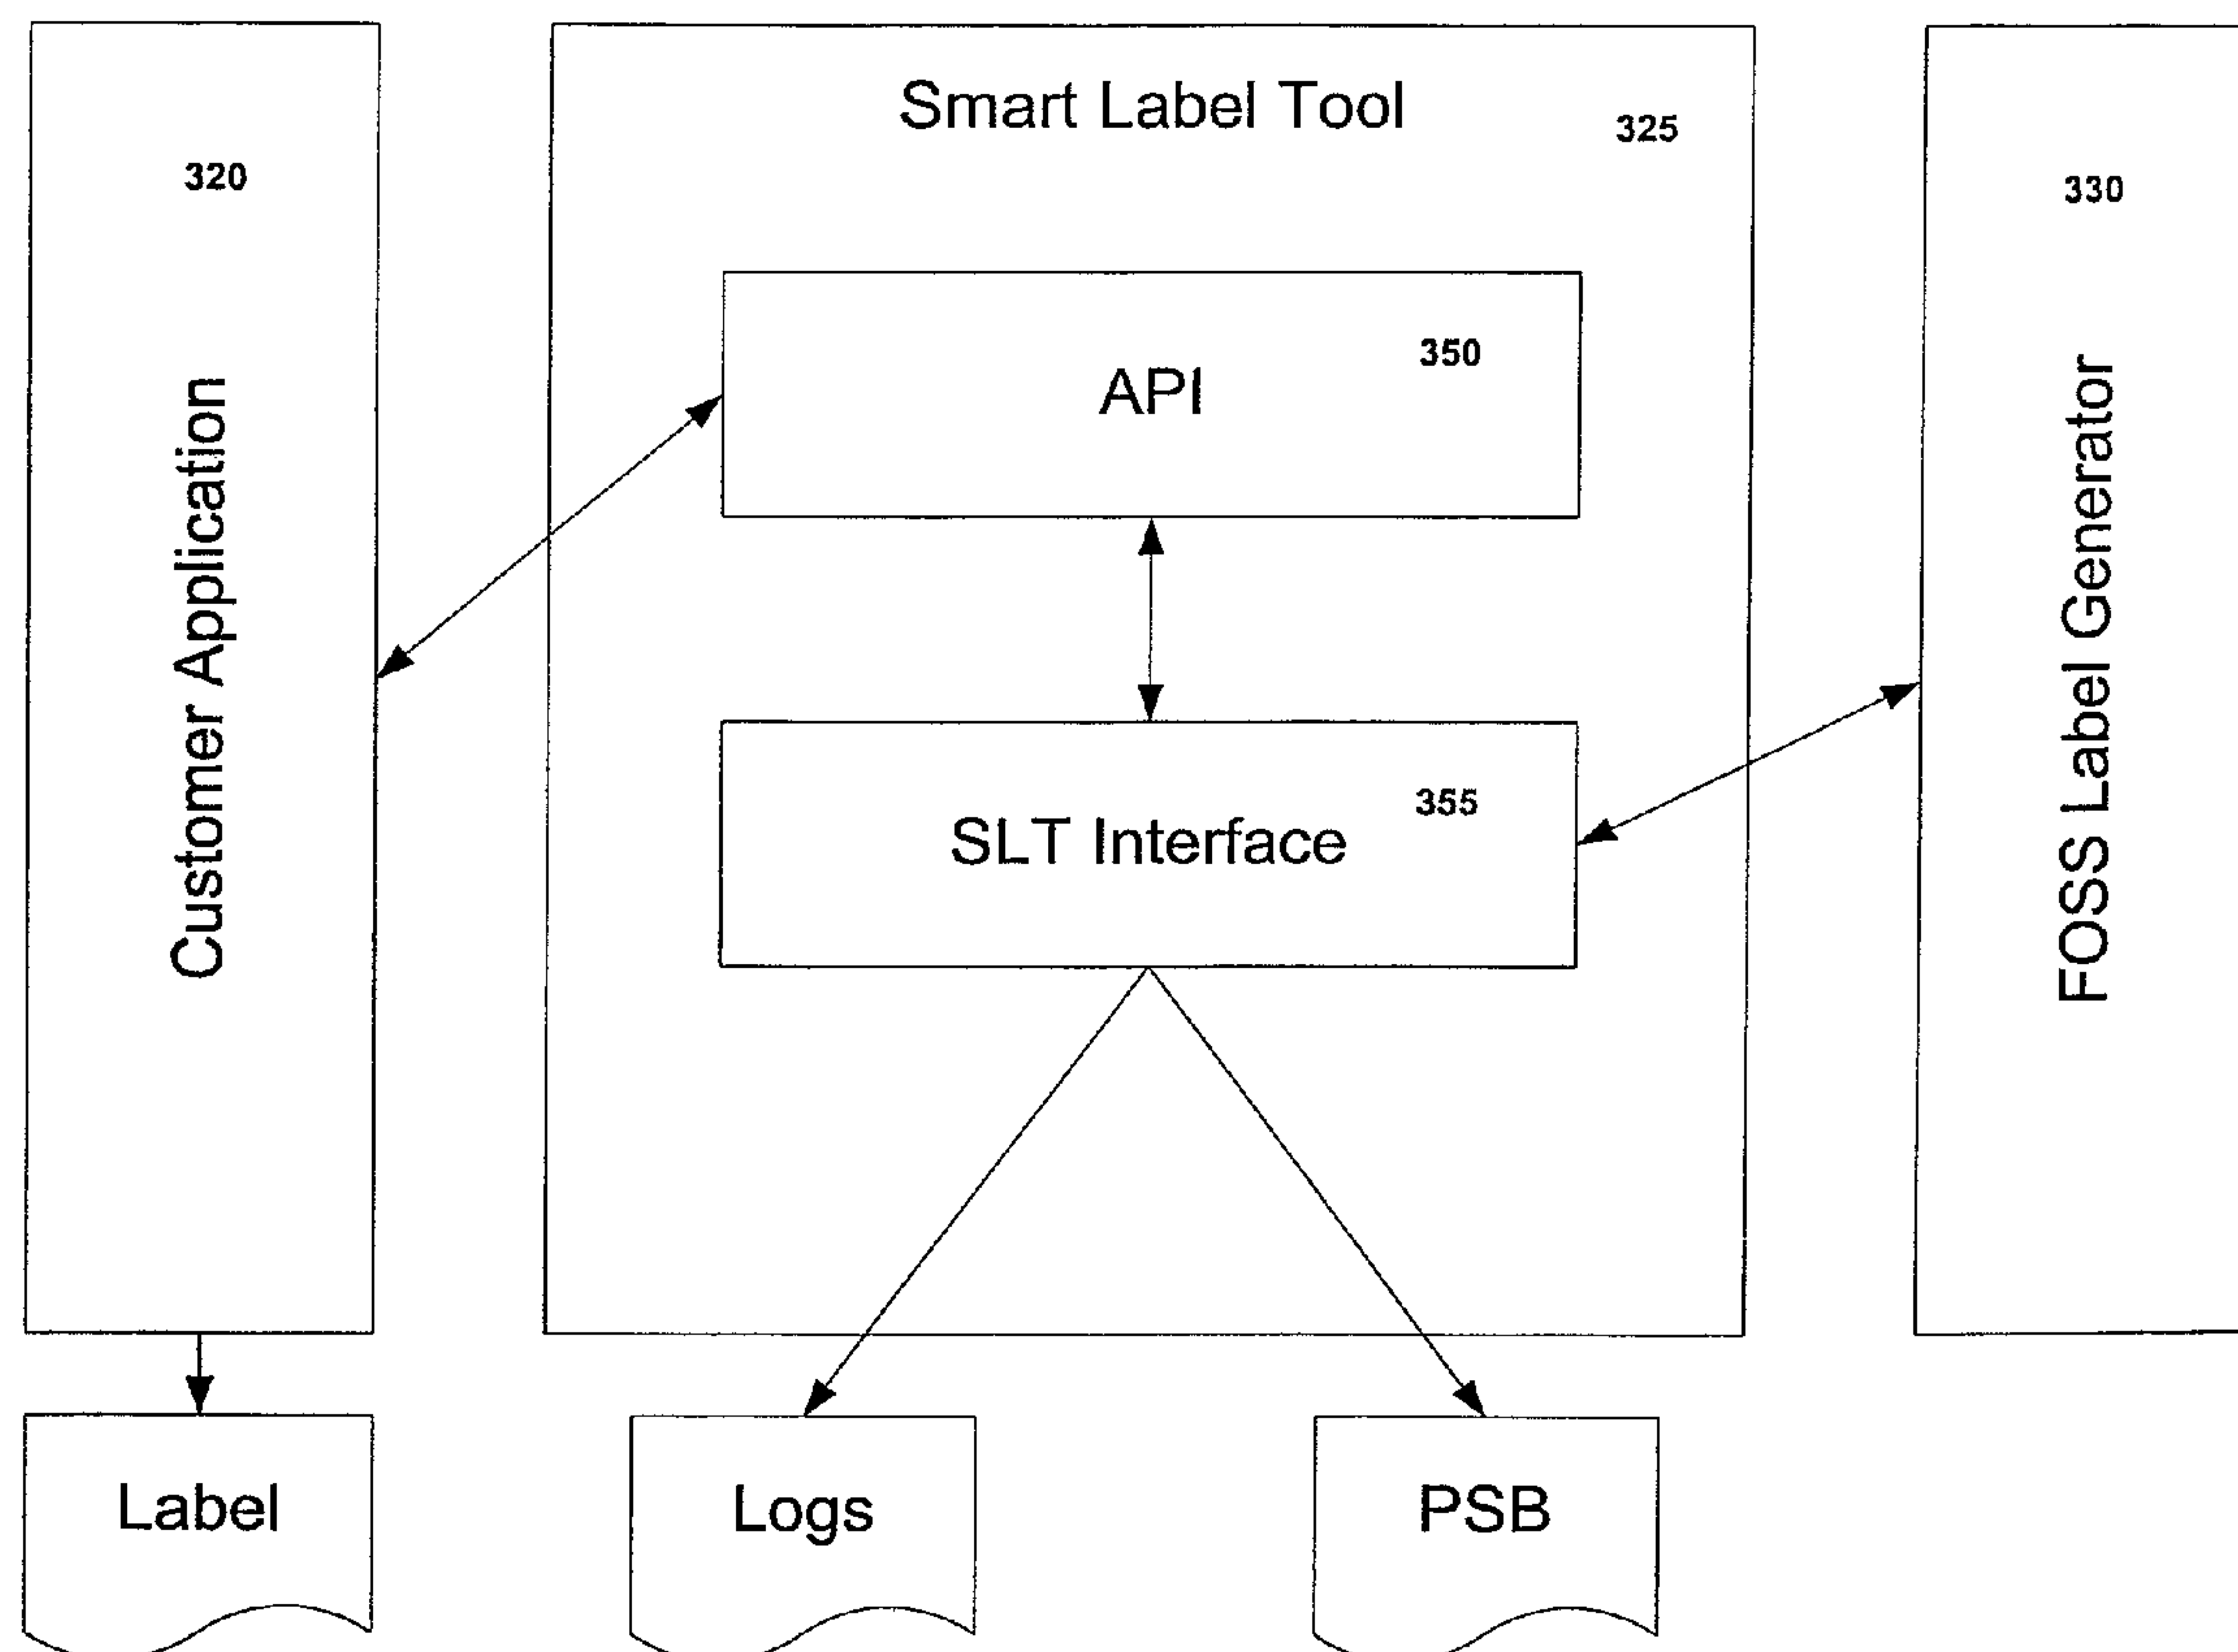 Smart Label Tool
325
320
330
350
API
Customer Application
FOSS Label Generator
355
SLT Interface
Label
Logs
PSB